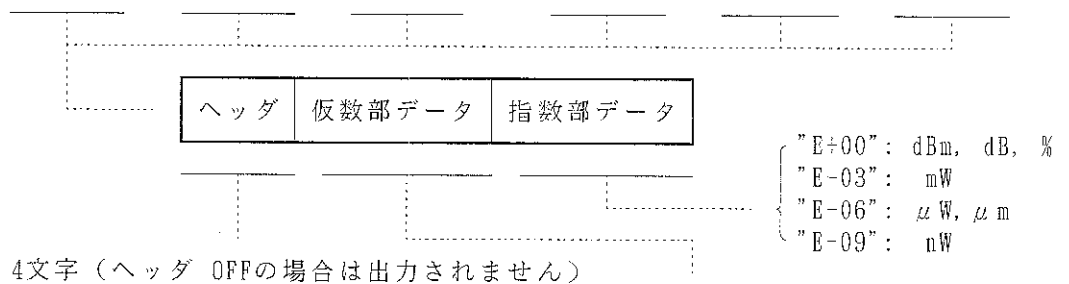 ヘッダ 仮数部データ 指数部データ
"E+00": dBm, dB, %
"E-03": mW
"E-06": μW, μm
"E-09": nW
4文字（ヘッダ OFFの場合は出力されません）